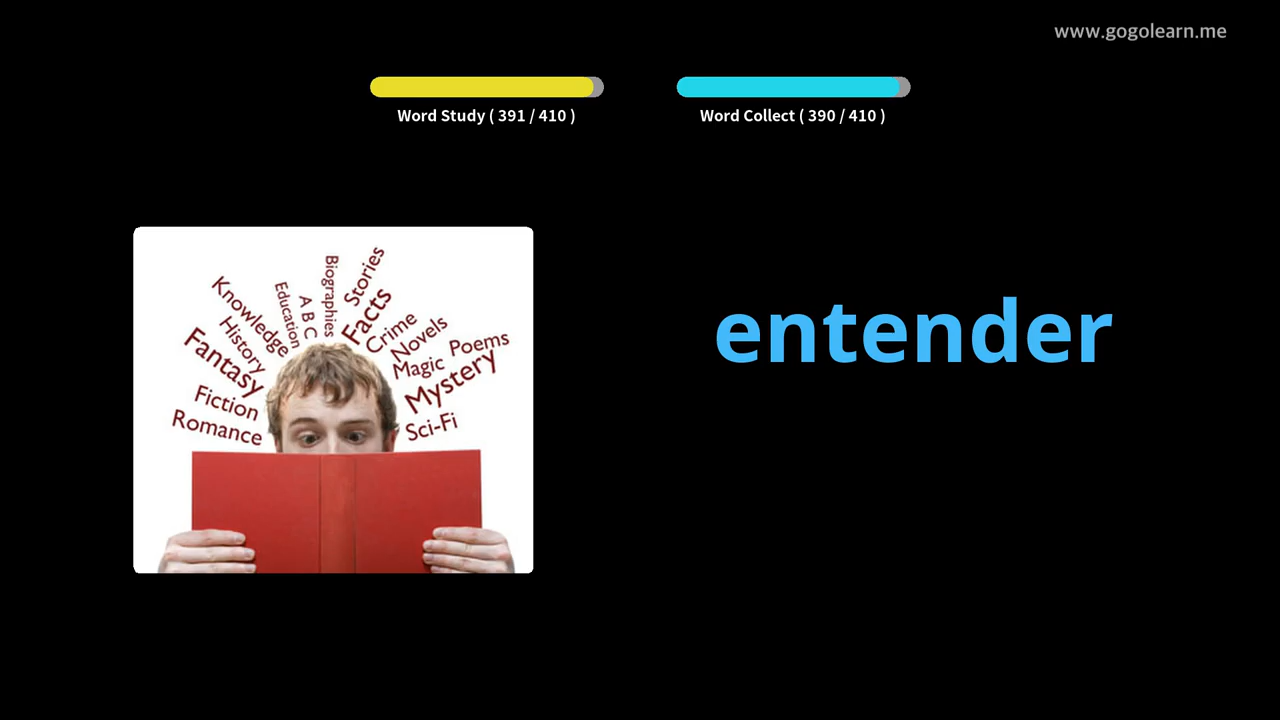 www.gogolearn.me
Word Study ( 391 / 410 )
Word Collect ( 390 / 410 )
entender
Biographies
Stories
Education
A B C
Facts
Knowledge
Crime
History
Novels
Fantasy
Magic
Poems
Mystery
Fiction
Romance
Sci-Fi